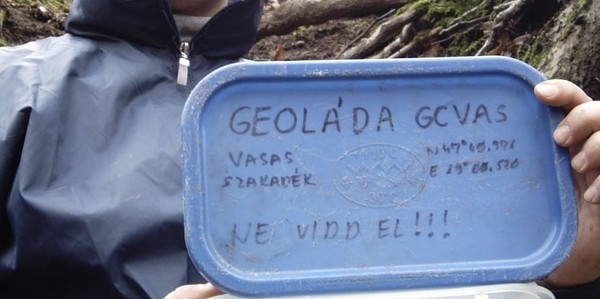 GEOLÁDA GCVAS
VASAS
SZAKADÉK
NE VIDD EL!!!